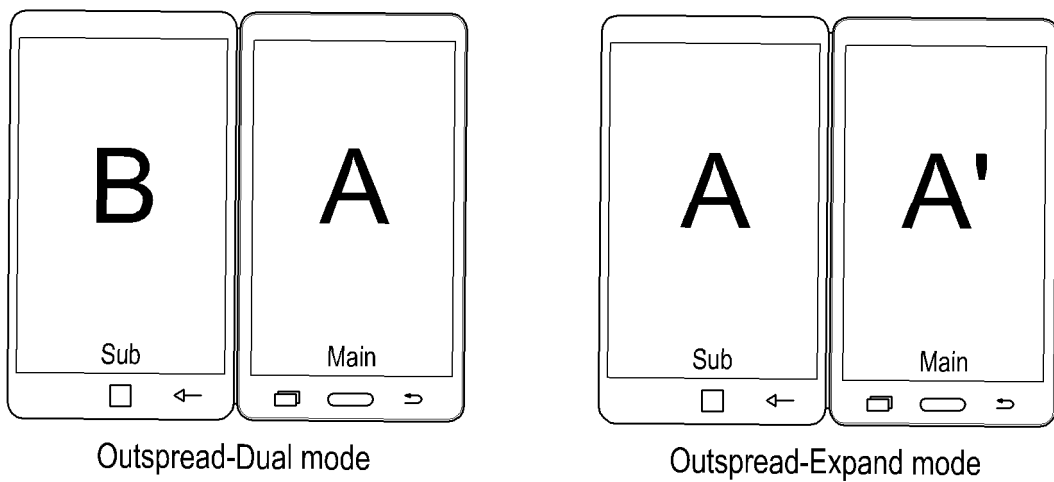 B A
Sub Main
Outspread-Dual mode
A A'
Sub Main
Outspread-Expand mode